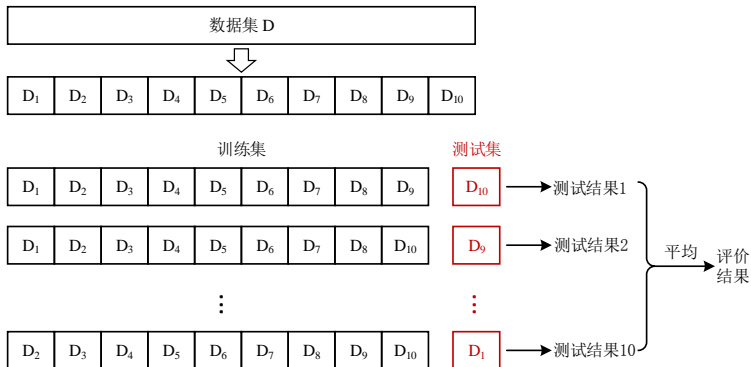 数据集 D
D₁ D₂ D₃ D₄ D₅ D₆ D₇ D₈ D₉ D₁₀
训练集 测试集
D₁ D₂ D₃ D₄ D₅ D₆ D₇ D₈ D₉ D₁₀ 测试结果1
D₁ D₂ D₃ D₄ D₅ D₆ D₇ D₈ D₁₀ D₉ 测试结果2
平均 评价
结果
D₂ D₃ D₄ D₅ D₆ D₇ D₈ D₉ D₁₀ D₁ 测试结果10